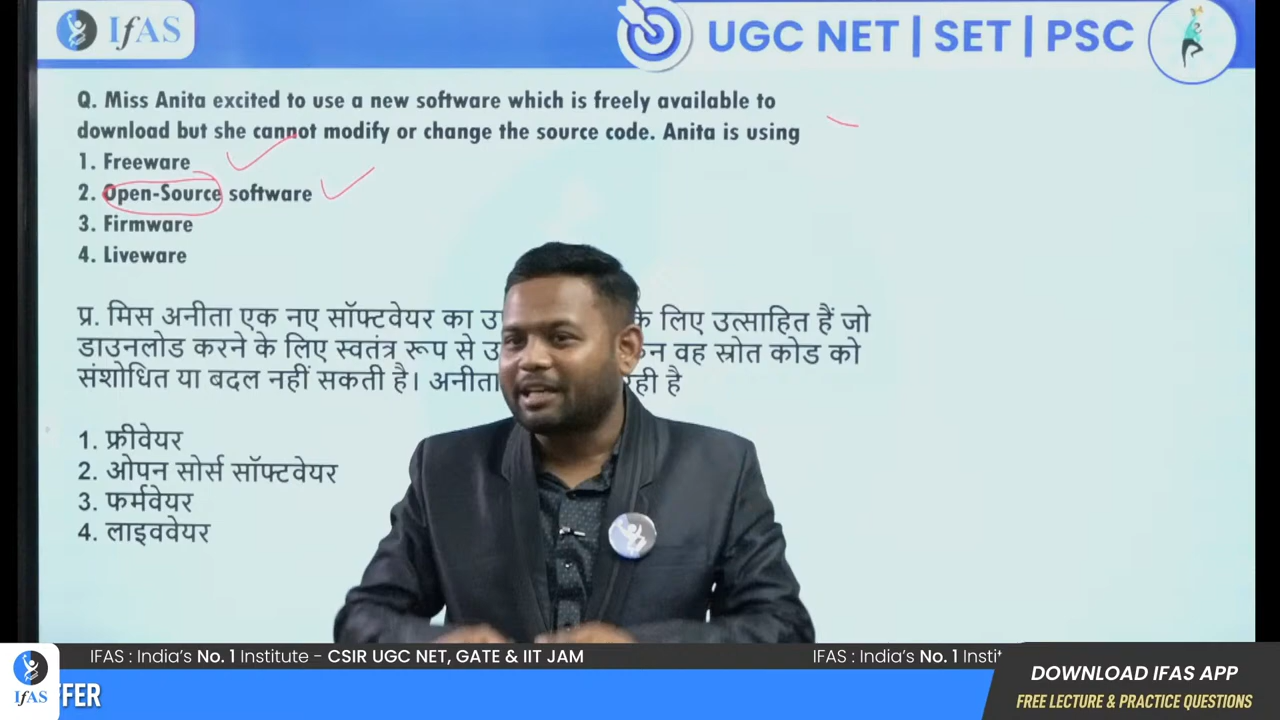 IfAS
UGC NET | SET | PSC
Q. Miss Anita excited to use a new software which is freely available to
download but she cannot modify or change the source code. Anita is using
1. Freeware
2. Open-Source software
3. Firmware
4. Liveware
प्र. मिस अनीता एक नए सॉफ्टवेयर का के लिए उत्साहित हैं जो
डाउनलोड करने के लिए स्वतंत्र रूप से वह स्रोत कोड को
संशोधित या बदल नहीं सकती है। अनीता रही है
1. फ्रीवेयर
2. ओपन सोर्स सॉफ्टवेयर
3. फर्मवेयर
4. लाइववेयर
IFAS : India's No. 1 Institute - CSIR UGC NET, GATE & IIT JAM
IFAS : India's No. 1
DOWNLOAD IFAS APP
FREE LECTURE & PRACTICE QUESTIONS
IfAS